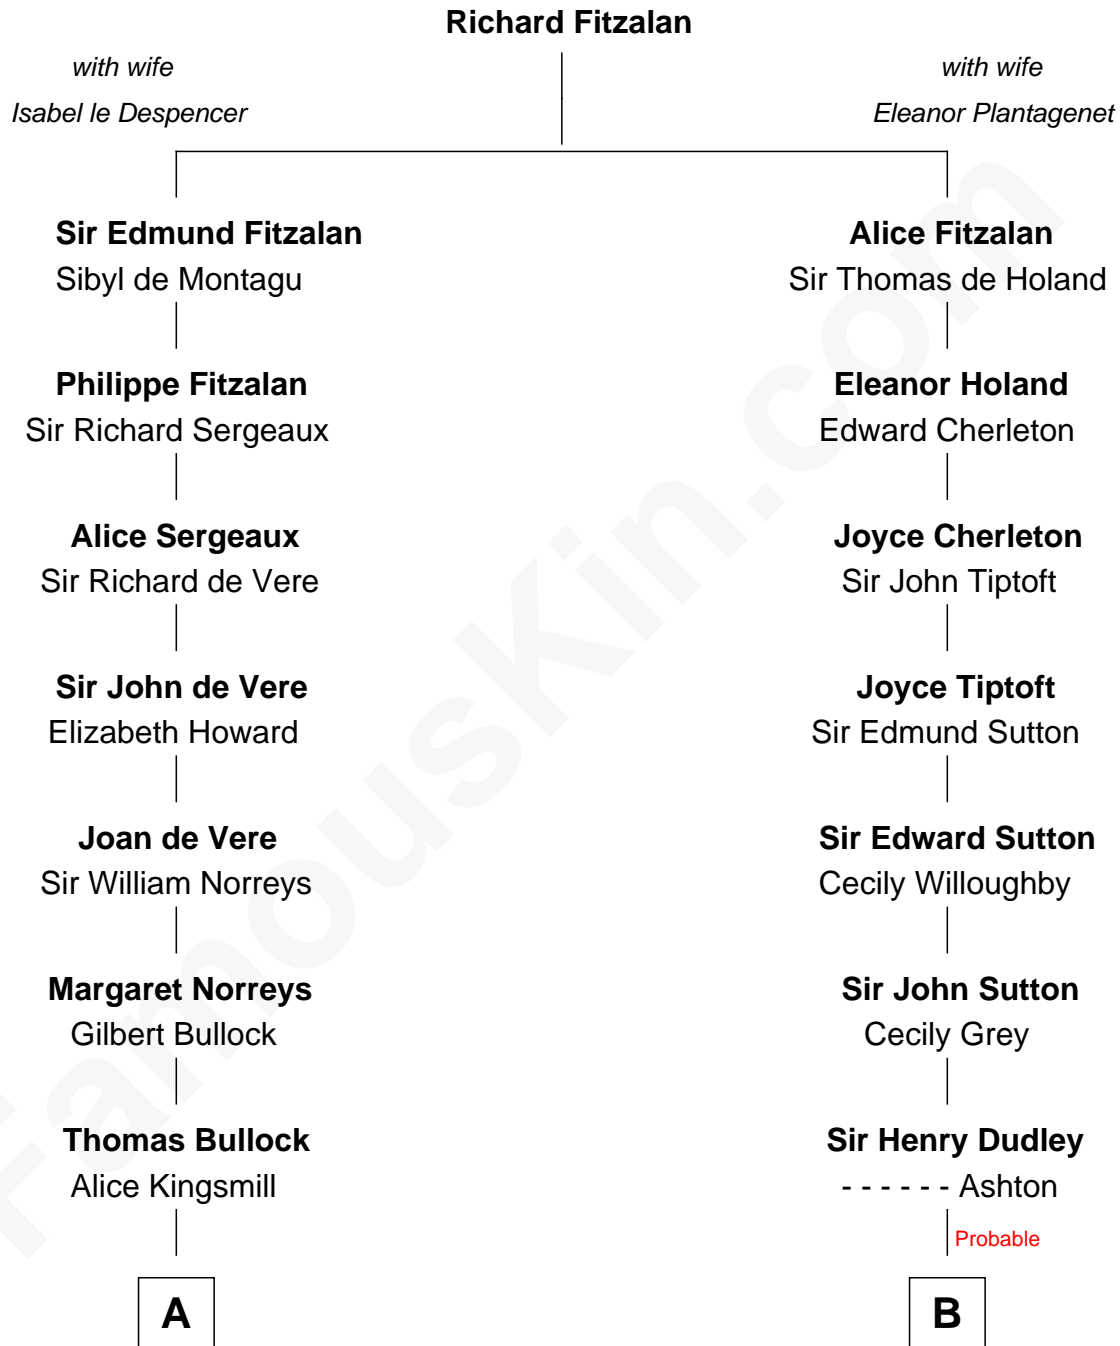 Richard Fitzalan
with wife
Isabel le Despencer
with wife
Eleanor Plantagenet
Sir Edmund Fitzalan
Sibyl de Montagu
Alice Fitzalan
Sir Thomas de Holand
Philippe Fitzalan
Sir Richard Sergeaux
Eleanor Holand
Edward Cherleton
Alice Sergeaux
Sir Richard de Vere
Joyce Cherleton
Sir John Tiptoft
Sir John de Vere
Elizabeth Howard
Joyce Tiptoft
Sir Edmund Sutton
Joan de Vere
Sir William Norreys
Sir Edward Sutton
Cecily Willoughby
Margaret Norreys
Gilbert Bullock
Sir John Sutton
Cecily Grey
Thomas Bullock
Alice Kingsmill
Sir Henry Dudley
- - - - - - Ashton
Probable
A
B
FamousKin.com